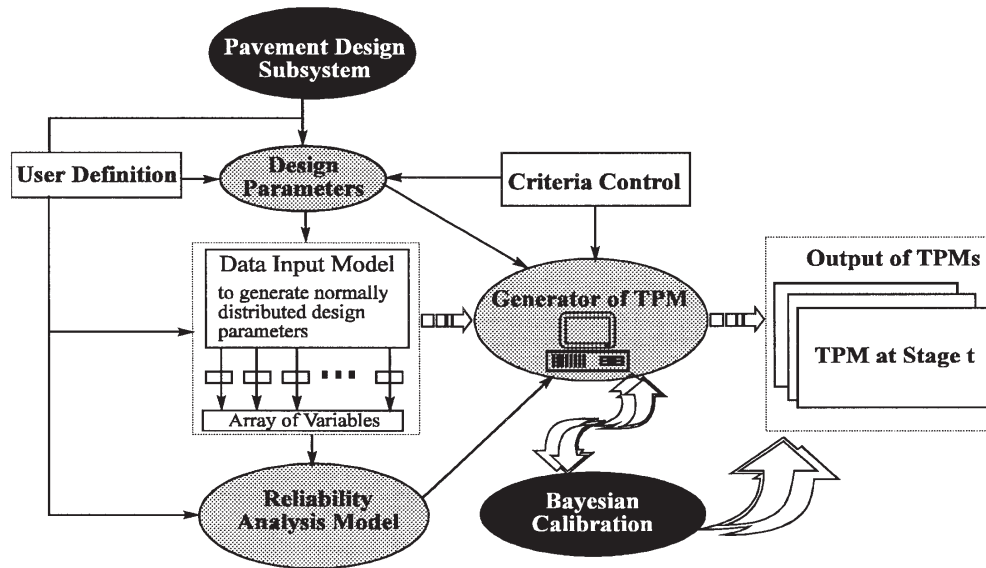 Pavement Design
Subsystem
User Definition
Design
Parameters
Criteria Control
Data Input Model
to generate normally
distributed design
parameters
Array of Variables
Generator of TPM
Output of TPMs
TPM at Stage t
Reliability
Analysis Model
Bayesian
Calibration